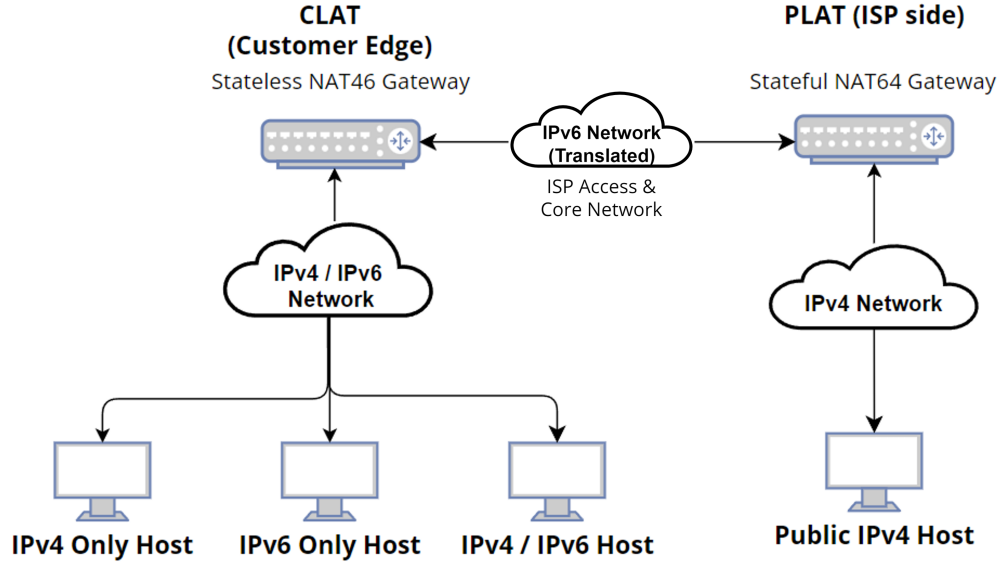 CLAT
(Customer Edge)
Stateless NAT46 Gateway
PLAT (ISP side)
Stateful NAT64 Gateway
IPv6 Network
(Translated)
ISP Access &
Core Network
IPv4 / IPv6
Network
IPv4 Network
IPv4 Only Host
IPv6 Only Host
IPv4 / IPv6 Host
Public IPv4 Host